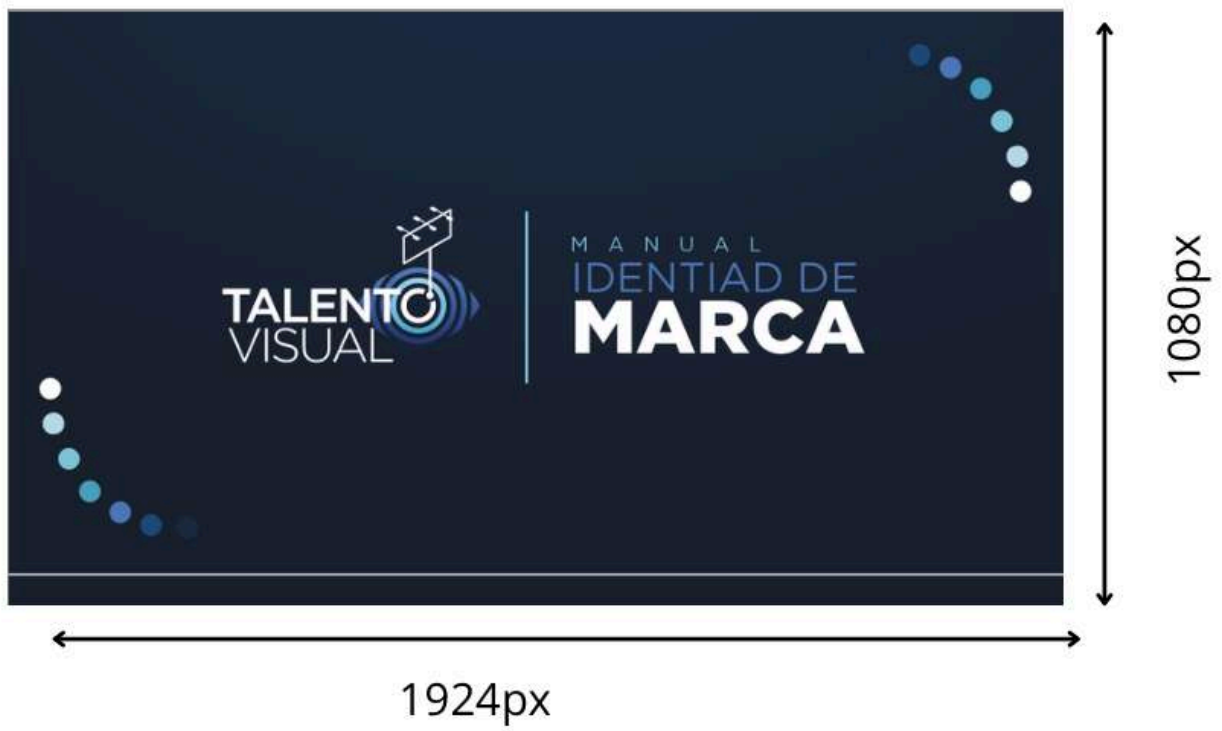 TALENTO
VISUAL
MANUAL
IDENTIAD DE
MARCA
1080px
1924px